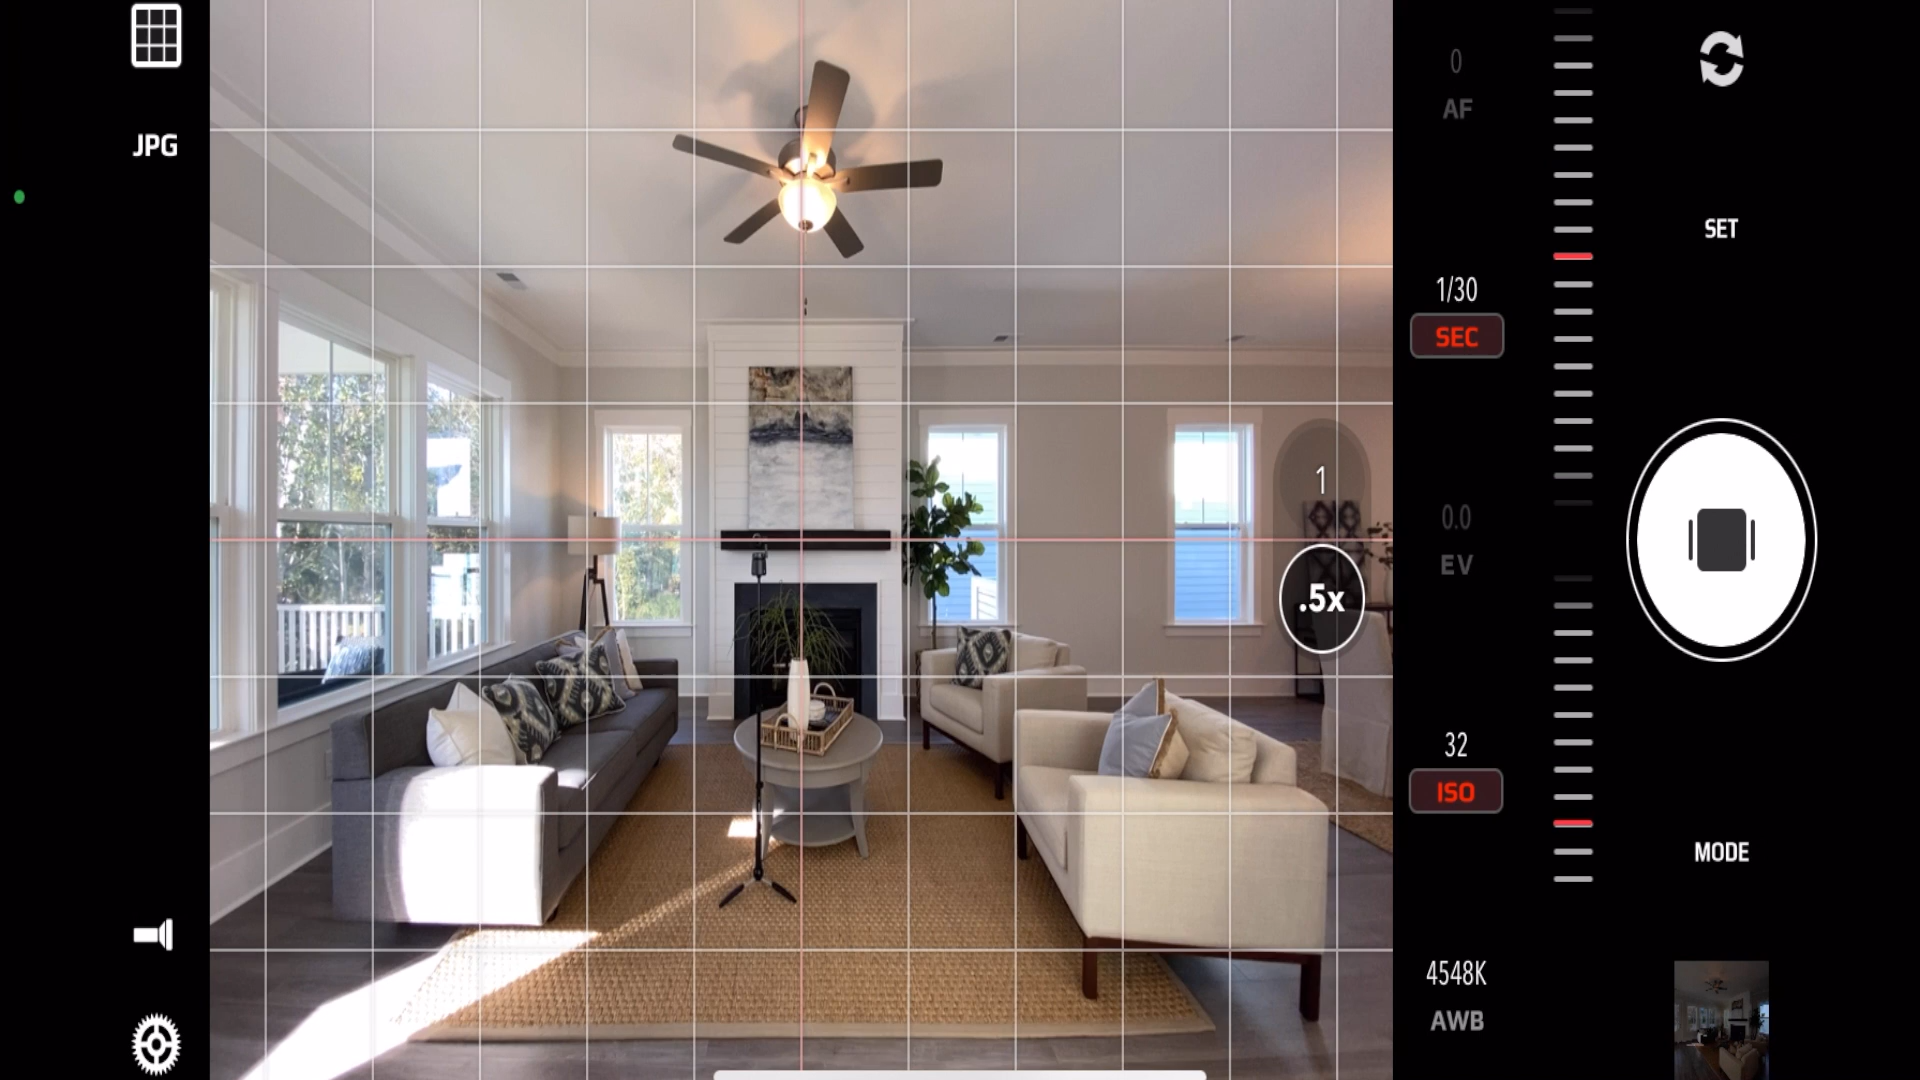 JPG
0
AF
1/30
SEC
0.0
EV
32
ISO
4548K
AWB
1
.5x
SET
MODE